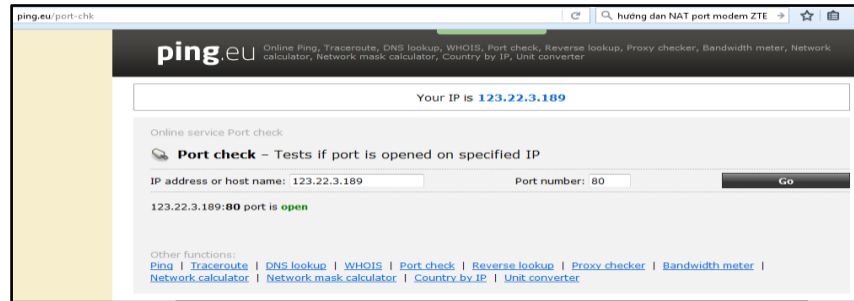 ping.eu/port-chk
hướng dan NAT port modem ZTE
ping.eu Online Ping, Traceroute, DNS lookup, WHOIS, Port check, Reverse lookup, Proxy checker, Bandwidth meter, Network
calculator, Network mask calculator, Country by IP, Unit converter
Your IP is 123.22.3.189
Online service Port check
Port check – Tests if port is opened on specified IP
IP address or host name: 123.22.3.189 Port number: 80 Go
123.22.3.189:80 port is open
Other functions:
Ping | Traceroute | DNS lookup | WHOIS | Port check | Reverse lookup | Proxy checker | Bandwidth meter |
Network calculator | Network mask calculator | Country by IP | Unit converter